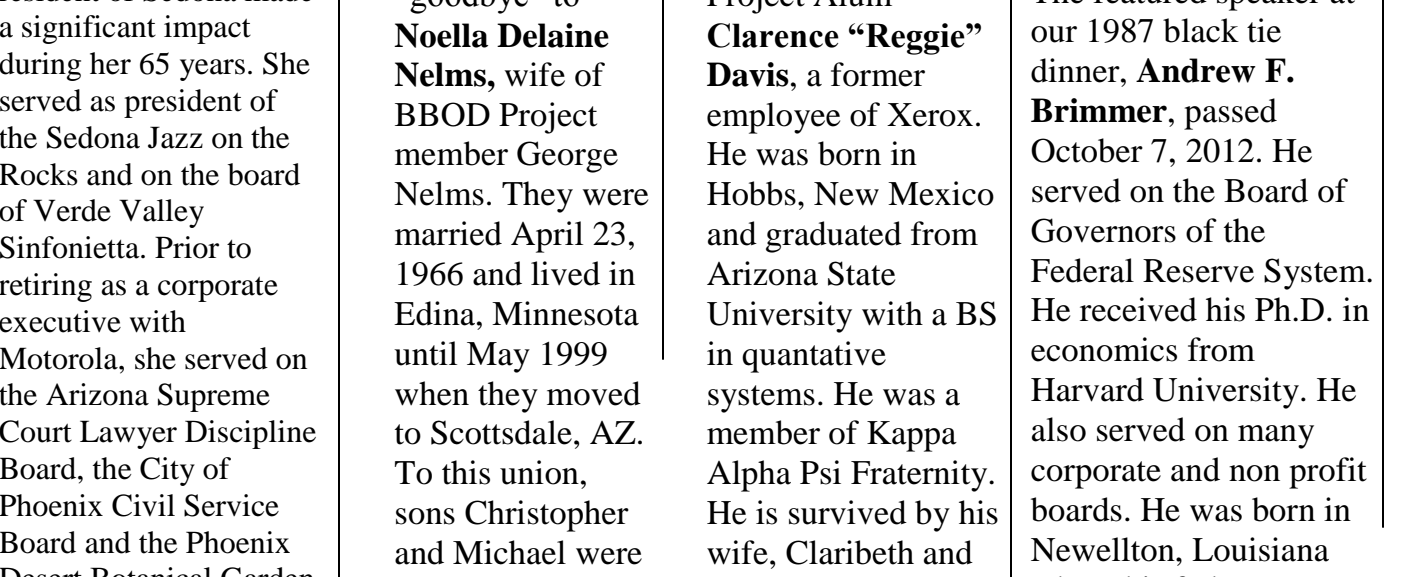 resident of Sedona made
a significant impact
during her 65 years. She
served as president of
the Sedona Jazz on the
Rocks and on the board
of Verde Valley
Sinfonietta. Prior to
retiring as a corporate
executive with
Motorola, she served on
the Arizona Supreme
Court Lawyer Discipline
Board, the City of
Phoenix Civil Service
Board and the Phoenix
Desert Botanical Garden
"goodbye" to
Noella Delaine
Nelms, wife of
BBOD Project
member George
Nelms. They were
married April 23,
1966 and lived in
Edina, Minnesota
until May 1999
when they moved
to Scottsdale, AZ.
To this union,
sons Christopher
and Michael were
Project Alum
Clarence “Reggie”
Davis, a former
employee of Xerox.
He was born in
Hobbs, New Mexico
and graduated from
Arizona State
University with a BS
in quantative
systems. He was a
member of Kappa
Alpha Psi Fraternity.
He is survived by his
wife, Claribeth and
The featured speaker at
our 1987 black tie
dinner, Andrew F.
Brimmer, passed
October 7, 2012. He
served on the Board of
Governors of the
Federal Reserve System.
He received his Ph.D. in
economics from
Harvard University. He
also served on many
corporate and non profit
boards. He was born in
Newellton, Louisiana